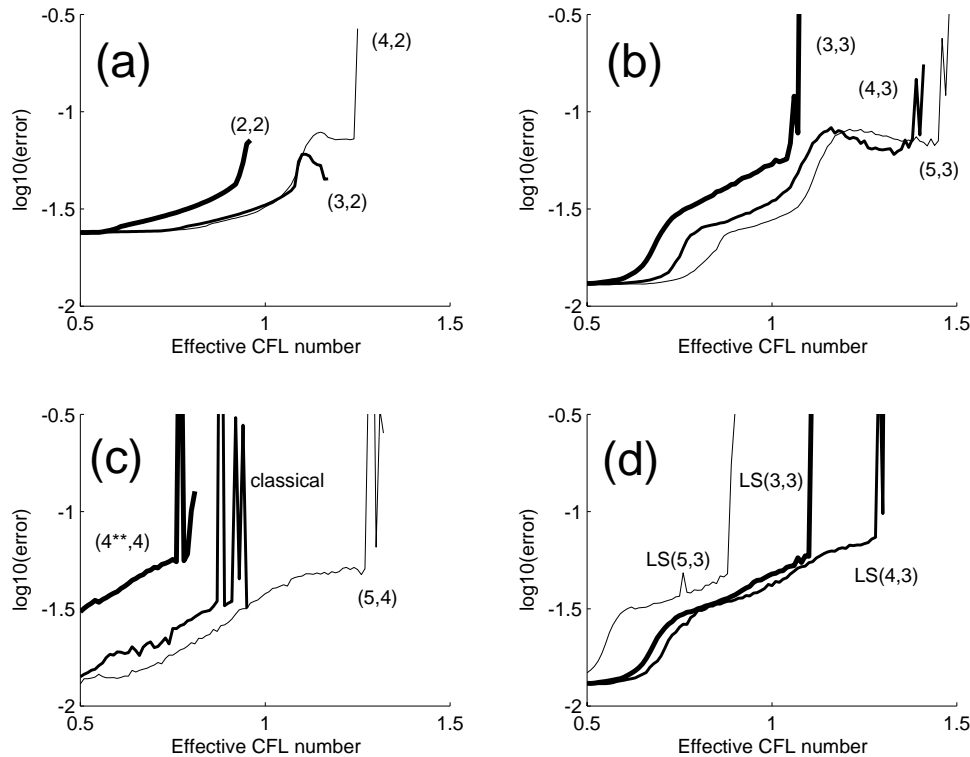 (a)
-0.5
-1
-1.5
-2
log10(error)
(2,2)
(4,2)
(3,2)
0.5 1 1.5
Effective CFL number
(b)
-0.5
-1
-1.5
-2
log10(error)
(3,3)
(4,3)
(5,3)
0.5 1 1.5
Effective CFL number
(c)
-0.5
-1
-1.5
-2
log10(error)
classical
(4**,4)
(5,4)
0.5 1 1.5
Effective CFL number
(d)
-0.5
-1
-1.5
-2
log10(error)
LS(3,3)
LS(5,3)
LS(4,3)
0.5 1 1.5
Effective CFL number